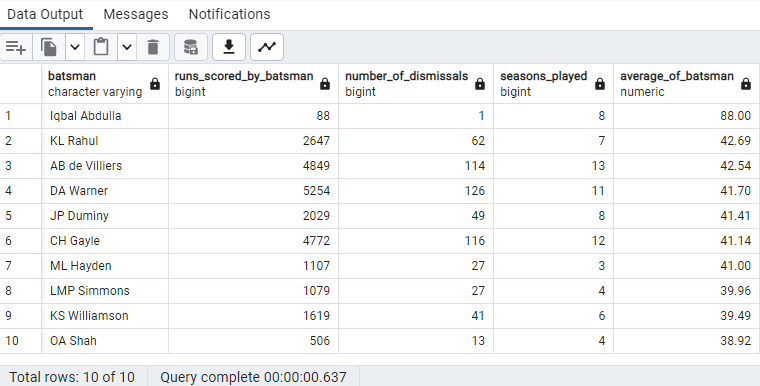 Data Output Messages Notifications
batsman runs_scored_by_batsman number_of_dismissals seasons_played average_of_batsman
character varying bigint bigint bigint numeric
1 Iqbal Abdulla 88 1 8 88.00
2 KL Rahul 2647 62 7 42.69
3 AB de Villiers 4849 114 13 42.54
4 DA Warner 5254 126 11 41.70
5 JP Duminy 2029 49 8 41.41
6 CH Gayle 4772 116 12 41.14
7 ML Hayden 1107 27 3 41.00
8 LMP Simmons 1079 27 4 39.96
9 KS Williamson 1619 41 6 39.49
10 OA Shah 506 13 4 38.92
Total rows: 10 of 10 Query complete 00:00:00.637